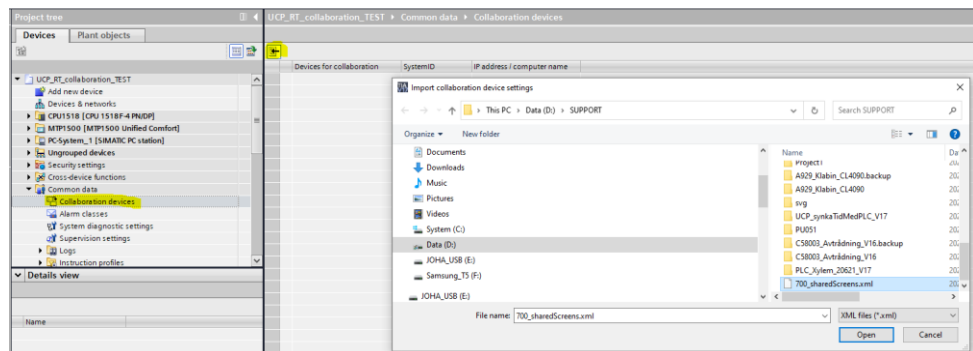 Project tree
UCP_RT_collaboration_TEST ▸ Common data ▸ Collaboration devices
Devices
Plant objects
UCP_RT_collaboration_TEST
Add new device
Devices & networks
CPU1518 [CPU 1518F-4 PN/DP]
MTP1500 [MTP1500 Unified Comfort]
PC-System_1 [SIMATIC PC station]
Ungrouped devices
Security settings
Cross-device functions
Common data
Collaboration devices
Alarm classes
System diagnostic settings
Supervision settings
Logs
Instruction profiles
Details view
Name
Devices for collaboration
SystemID
IP address / computer name
Import collaboration device settings
This PC > Data (D:) > SUPPORT
Search SUPPORT
Organize
New folder
Documents
Downloads
Music
Pictures
Videos
System (C:)
Data (D:)
JOHA_USB (E:)
Samsung_T5 (F:)
JOHA_USB (E:)
Name
Da
A929_Klabin_CL4090.backup
A929_Klabin_CL4090
svg
UCP_synkaTidMedPLC_V17
PU051
C58003_Avtrådning_V16.backup
C58003_Avtrådning_V16
PLC_Xylem_20621_V17
700_sharedScreens.xml
File name:
700_sharedScreens.xml
XML files (*.xml)
Open
Cancel